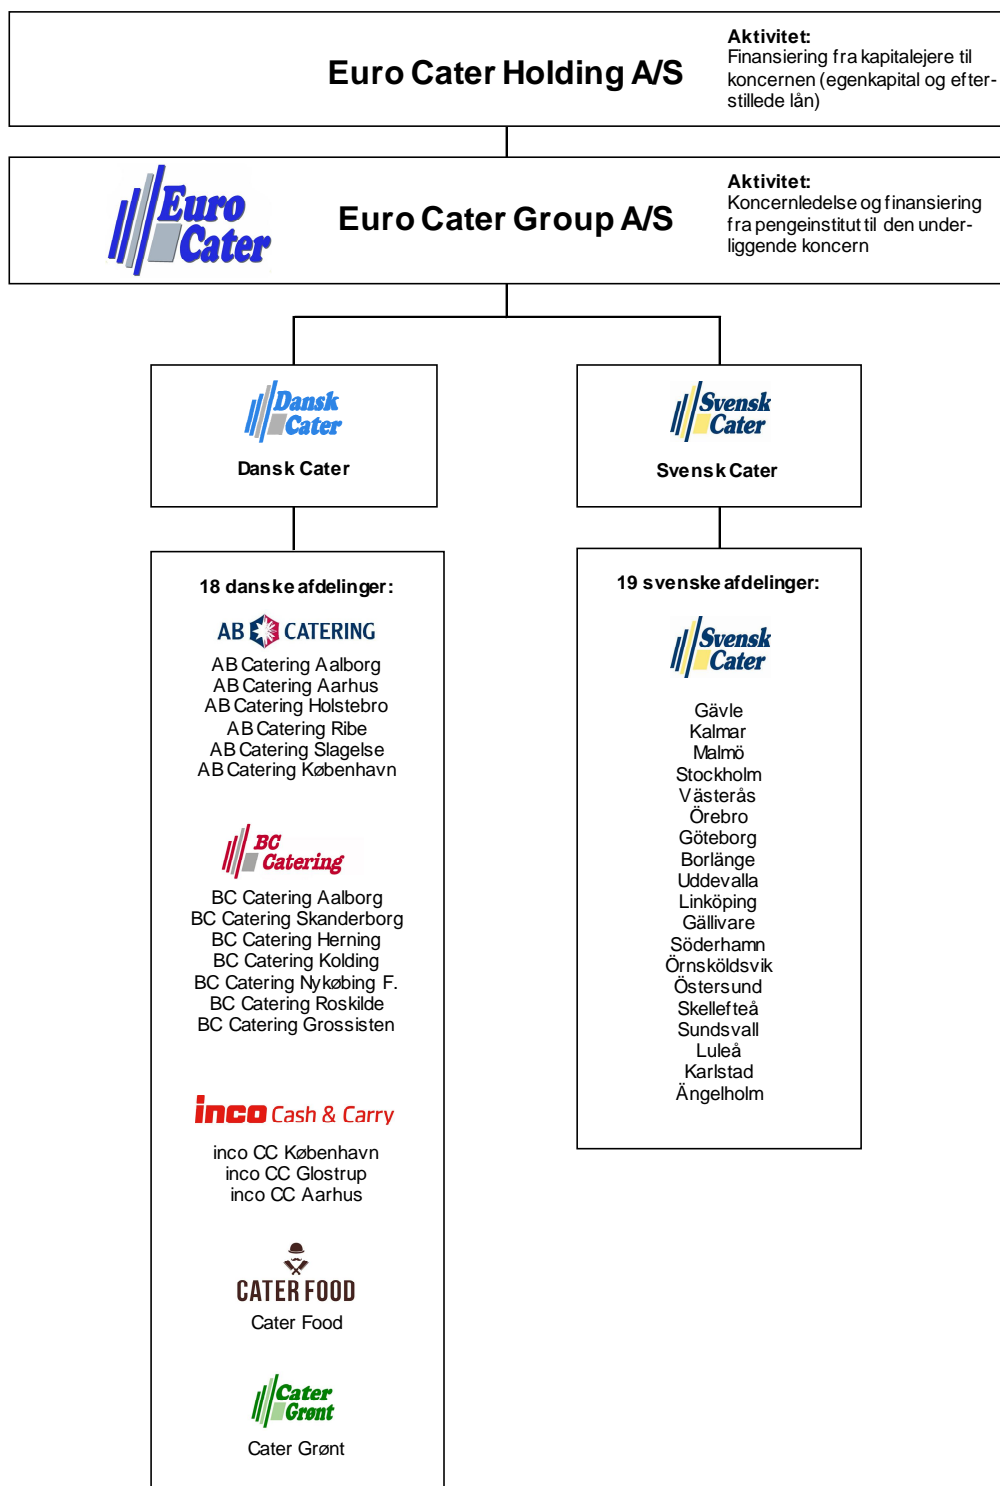 Euro Cater Holding A/S
Aktivitet:
Finansiering fra kapitalejere til
koncernen (egenkapital og efter-
stillede lån)
Euro
Cater
Euro Cater Group A/S
Aktivitet:
Koncernledelse og finansiering
fra pengeinstitut til den under-
liggende koncern
Dansk
Cater
Dansk Cater
Svensk
Cater
Svensk Cater
18 danske afdelinger:
AB CATERING
AB Catering Aalborg
AB Catering Aarhus
AB Catering Holstebro
AB Catering Ribe
AB Catering Slagelse
AB Catering København
BC
Catering
BC Catering Aalborg
BC Catering Skanderborg
BC Catering Herning
BC Catering Kolding
BC Catering Nykøbing F.
BC Catering Roskilde
BC Catering Grossisten
inco Cash & Carry
inco CC København
inco CC Glostrup
inco CC Aarhus
CATER FOOD
Cater Food
Cater
Grønt
Cater Grønt
19 svenske afdelinger:
Svensk
Cater
Gävle
Kalmar
Malmö
Stockholm
Västerås
Örebro
Göteborg
Borlänge
Uddevalla
Linköping
Gällivare
Söderhamn
Örnsköldsvik
Östersund
Skellefteå
Sundsvall
Luleå
Karlstad
Ängelholm